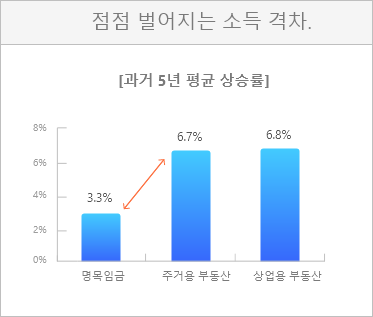 점점 벌어지는 소득 격차.
[과거 5년 평균 상승률]
8%
6%
4%
2%
0%
3.3%
6.7%
6.8%
명목임금
주거용 부동산
상업용 부동산